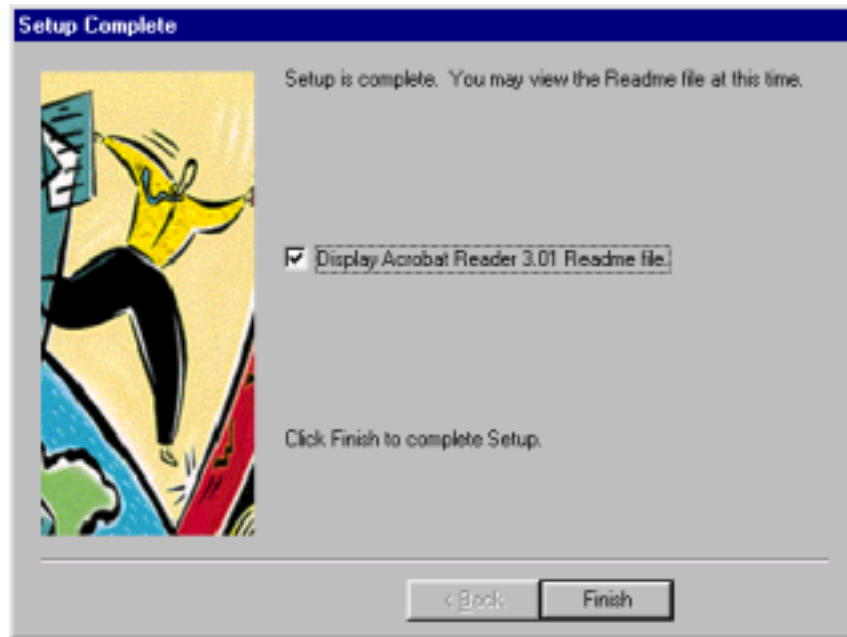 Setup Complete
Setup is complete. You may view the Readme file at this time.
Display Acrobat Reader 3.01 Readme file.
Click Finish to complete Setup.
< Back Finish